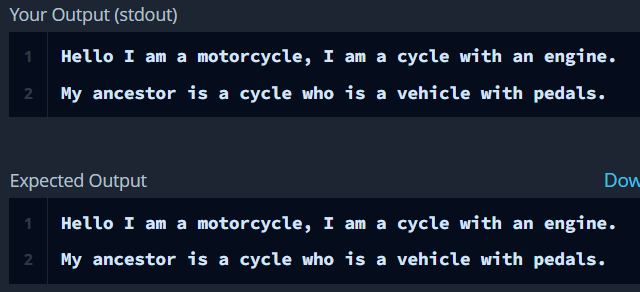 Your Output (stdout)
1 Hello I am a motorcycle, I am a cycle with an engine.
2 My ancestor is a cycle who is a vehicle with pedals.
Expected Output Dow
1 Hello I am a motorcycle, I am a cycle with an engine.
2 My ancestor is a cycle who is a vehicle with pedals.